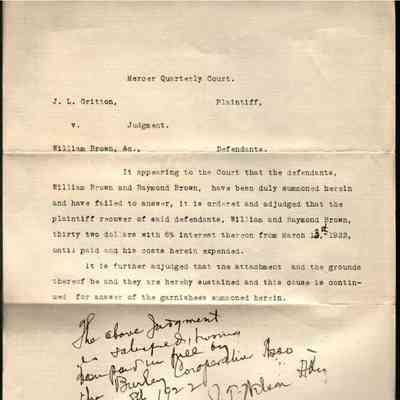 Mercer Quarterly Court.
J. L. Gritton, Plaintiff,
v. Judgment.
William Brown, &c., Defendants.
It appearing to the Court that the defendants,
William Brown and Raymond Brown, have been duly summoned herein
and have failed to answer, it is ordered and adjudged that the
plaintiff recover of said defendants, William and Raymond Brown,
thirty two dollars with 6% interest thereon from March 1922,
until paid and his costs herein expended.
It is further adjudged that the attachment and the grounds
thereof be and they are hereby sustained and this cause is contin-
ued for answer of the garnishees summoned herein.
The above Judgment
is satisfied, having
been paid in full by
the Burley Cooperative Asso
1922 Wilson Atty